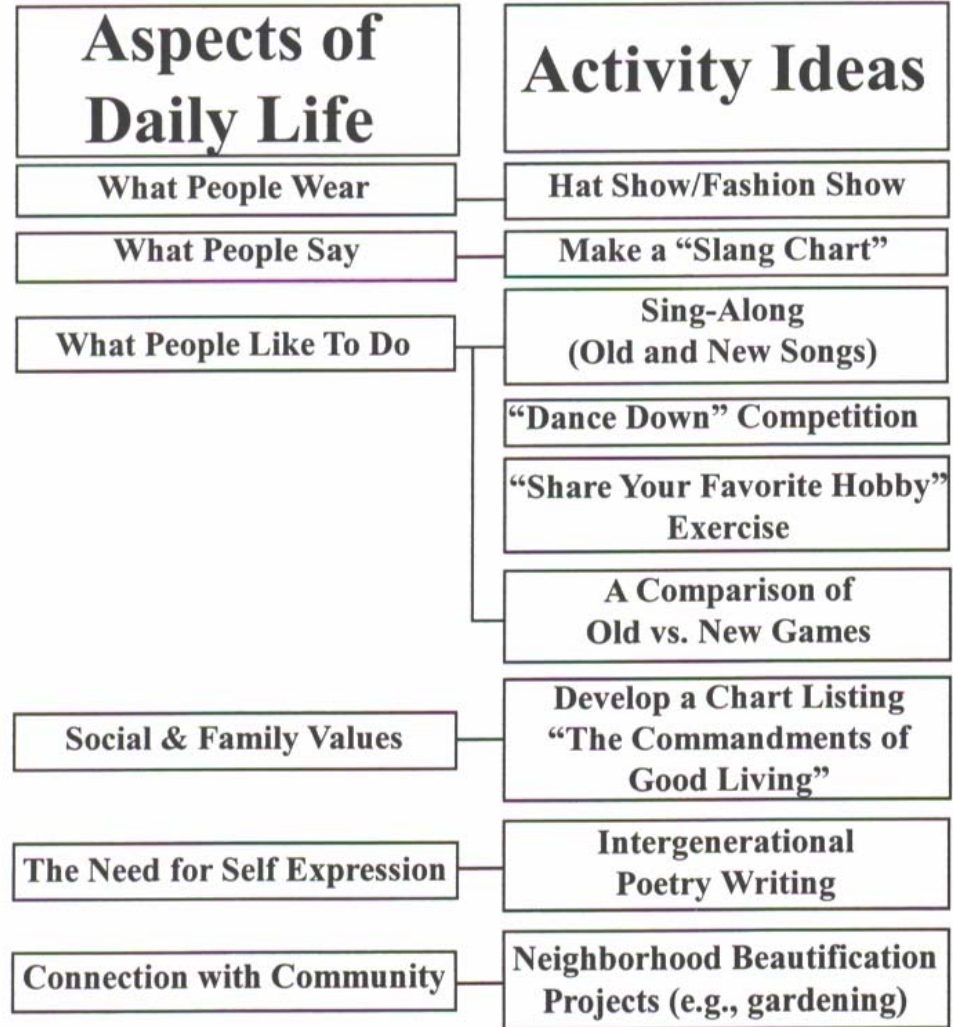 Aspects of
Daily Life
Activity Ideas
What People Wear
Hat Show/Fashion Show
What People Say
Make a “Slang Chart”
What People Like To Do
Sing-Along
(Old and New Songs)
“Dance Down” Competition
“Share Your Favorite Hobby”
Exercise
A Comparison of
Old vs. New Games
Social & Family Values
Develop a Chart Listing
“The Commandments of
Good Living”
The Need for Self Expression
Intergenerational
Poetry Writing
Connection with Community
Neighborhood Beautification
Projects (e.g., gardening)